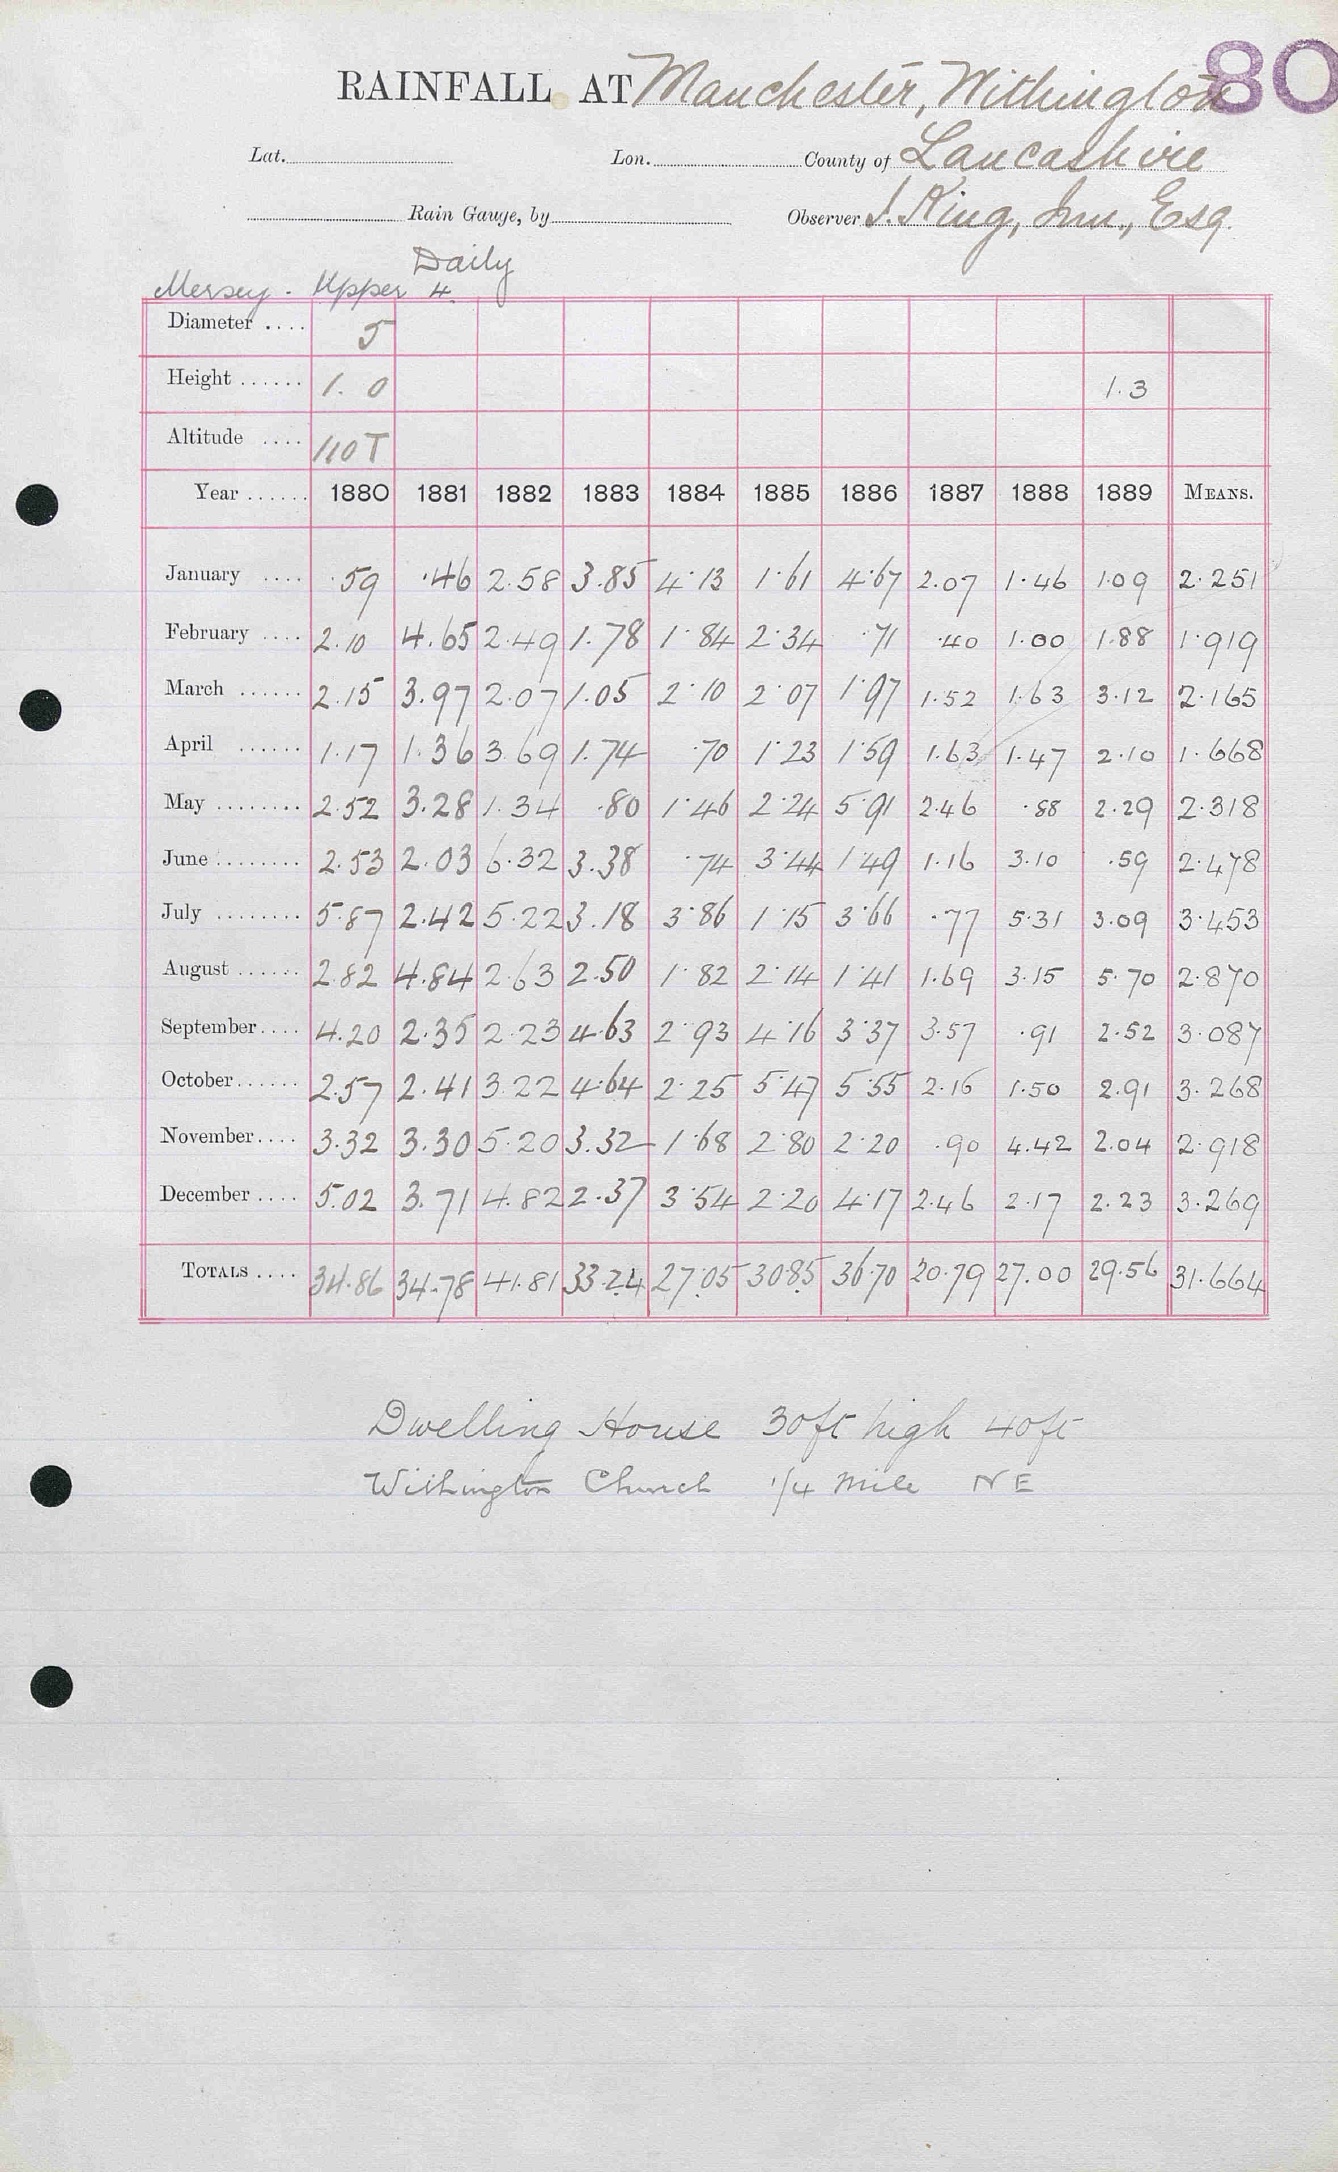 80
RAINFALL AT Manchester, Withington
Lat. Lon. County of Lancashire
Rain Gauge, by Observer J. King, Jnn., Esq.
Daily
Mersey - Upper 4
Diameter .... 5
Height ...... 1. 0 1.3
Altitude .... 110 T
Year ...... 1880 1881 1882 1883 1884 1885 1886 1887 1888 1889 MEANS.
January .... .59 .46 2.58 3.85 4.13 1.61 4.67 2.07 1.46 1.09 2.251
February .... 2.10 4.65 2.49 1.78 1.84 2.34 .71 .40 1.00 1.88 1.919
March ...... 2.15 3.97 2.07 1.05 2.10 2.07 1.97 1.52 1.63 3.12 2.165
April ...... 1.17 1.36 3.69 1.74 .70 1.23 1.59 1.63 1.47 2.10 1.668
May ........ 2.52 3.28 1.34 .80 1.46 2.24 5.91 2.46 .88 2.29 2.318
June ........ 2.53 2.03 6.32 3.38 .74 3.44 1.49 1.16 3.10 .59 2.478
July ........ 5.87 2.42 5.22 3.18 3.86 1.15 3.66 .77 5.31 3.09 3.453
August ...... 2.82 4.84 2.63 2.50 1.82 2.14 1.41 1.69 3.15 5.70 2.870
September.... 4.20 2.35 2.23 4.63 2.93 4.16 3.37 3.57 .91 2.52 3.087
October...... 2.57 2.41 3.22 4.64 2.25 5.47 5.55 2.16 1.50 2.91 3.268
November.... 3.32 3.30 5.20 3.32 1.68 2.80 2.20 .90 4.42 2.04 2.918
December .... 5.02 3.71 4.82 2.37 3.54 2.20 4.17 2.46 2.17 2.23 3.269
TOTALS .... 34.86 34.78 41.81 33.24 27.05 30.85 36.70 20.79 27.00 29.56 31.664
Dwelling House 30ft high 40ft
Withington Church 1/4 Mile NE